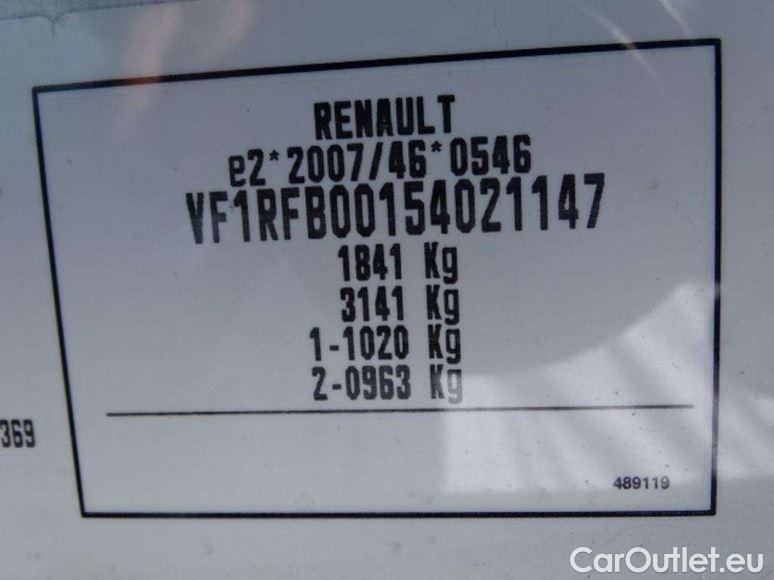 RENAULT
e2*2007/46*0546
VF1RFB00154021147
1841 Kg
3141 Kg
1-1020 Kg
2-0963 Kg
369
489119
CarOutlet.eu